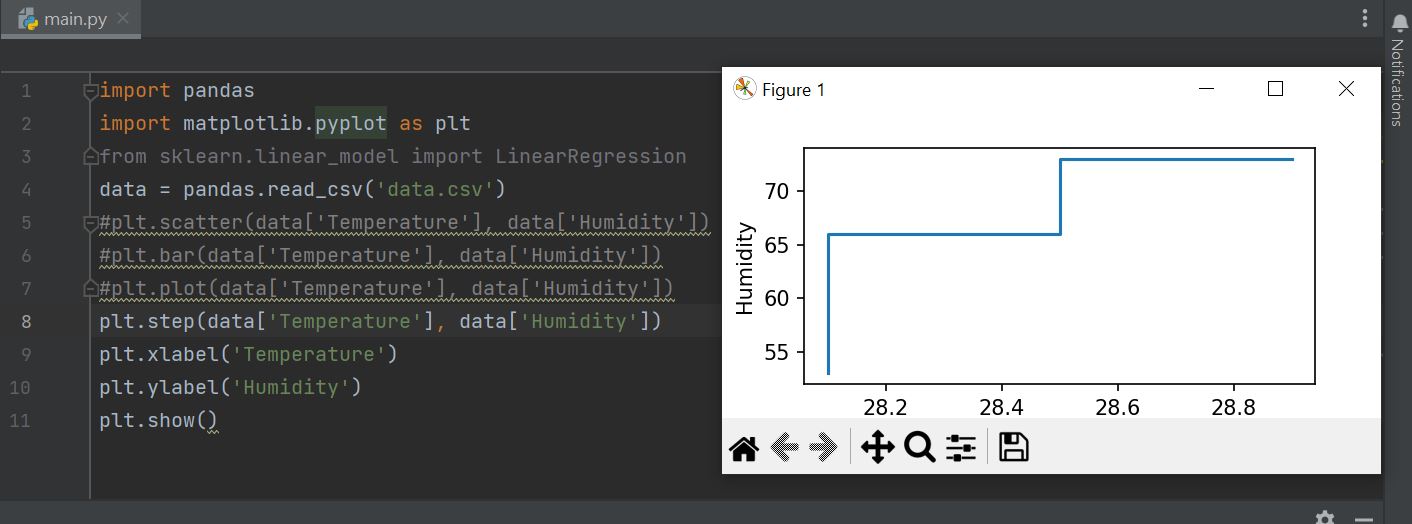 main.py
1 import pandas
2 import matplotlib.pyplot as plt
3 from sklearn.linear_model import LinearRegression
4 data = pandas.read_csv('data.csv')
5 #plt.scatter(data['Temperature'], data['Humidity'])
6 #plt.bar(data['Temperature'], data['Humidity'])
7 #plt.plot(data['Temperature'], data['Humidity'])
8 plt.step(data['Temperature'], data['Humidity'])
9 plt.xlabel('Temperature')
10 plt.ylabel('Humidity')
11 plt.show()
Figure 1
Humidity
70
65
60
55
28.2 28.4 28.6 28.8
Notifications